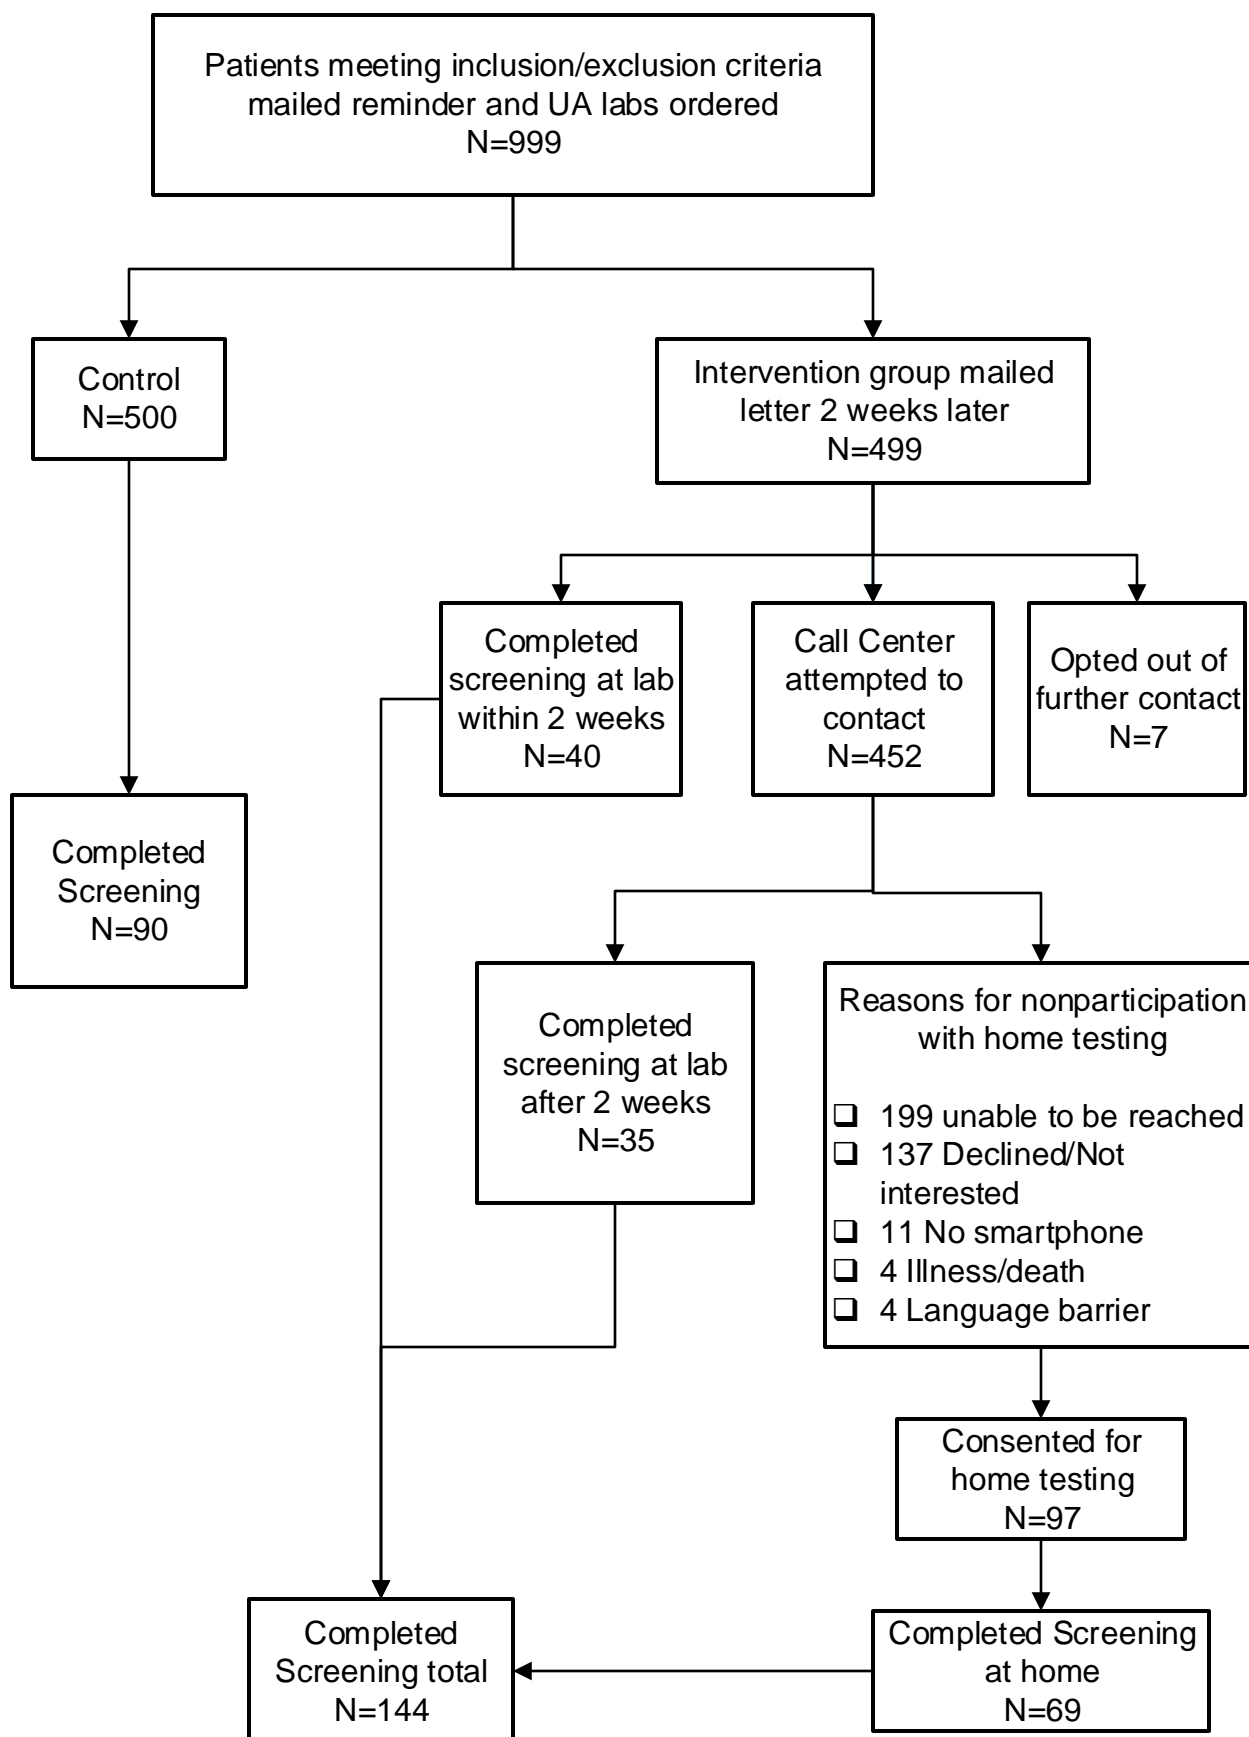 Patients meeting inclusion/exclusion criteria
mailed reminder and UA labs ordered
N=999
Control
N=500
Intervention group mailed
letter 2 weeks later
N=499
Completed
screening at lab
within 2 weeks
N=40
Call Center
attempted to
contact
N=452
Opted out of
further contact
N=7
Completed
Screening
N=90
Completed
screening at lab
after 2 weeks
N=35
Reasons for nonparticipation
with home testing
❑ 199 unable to be reached
❑ 137 Declined/Not
interested
❑ 11 No smartphone
❑ 4 Illness/death
❑ 4 Language barrier
Consented for
home testing
N=97
Completed
Screening total
N=144
Completed Screening
at home
N=69